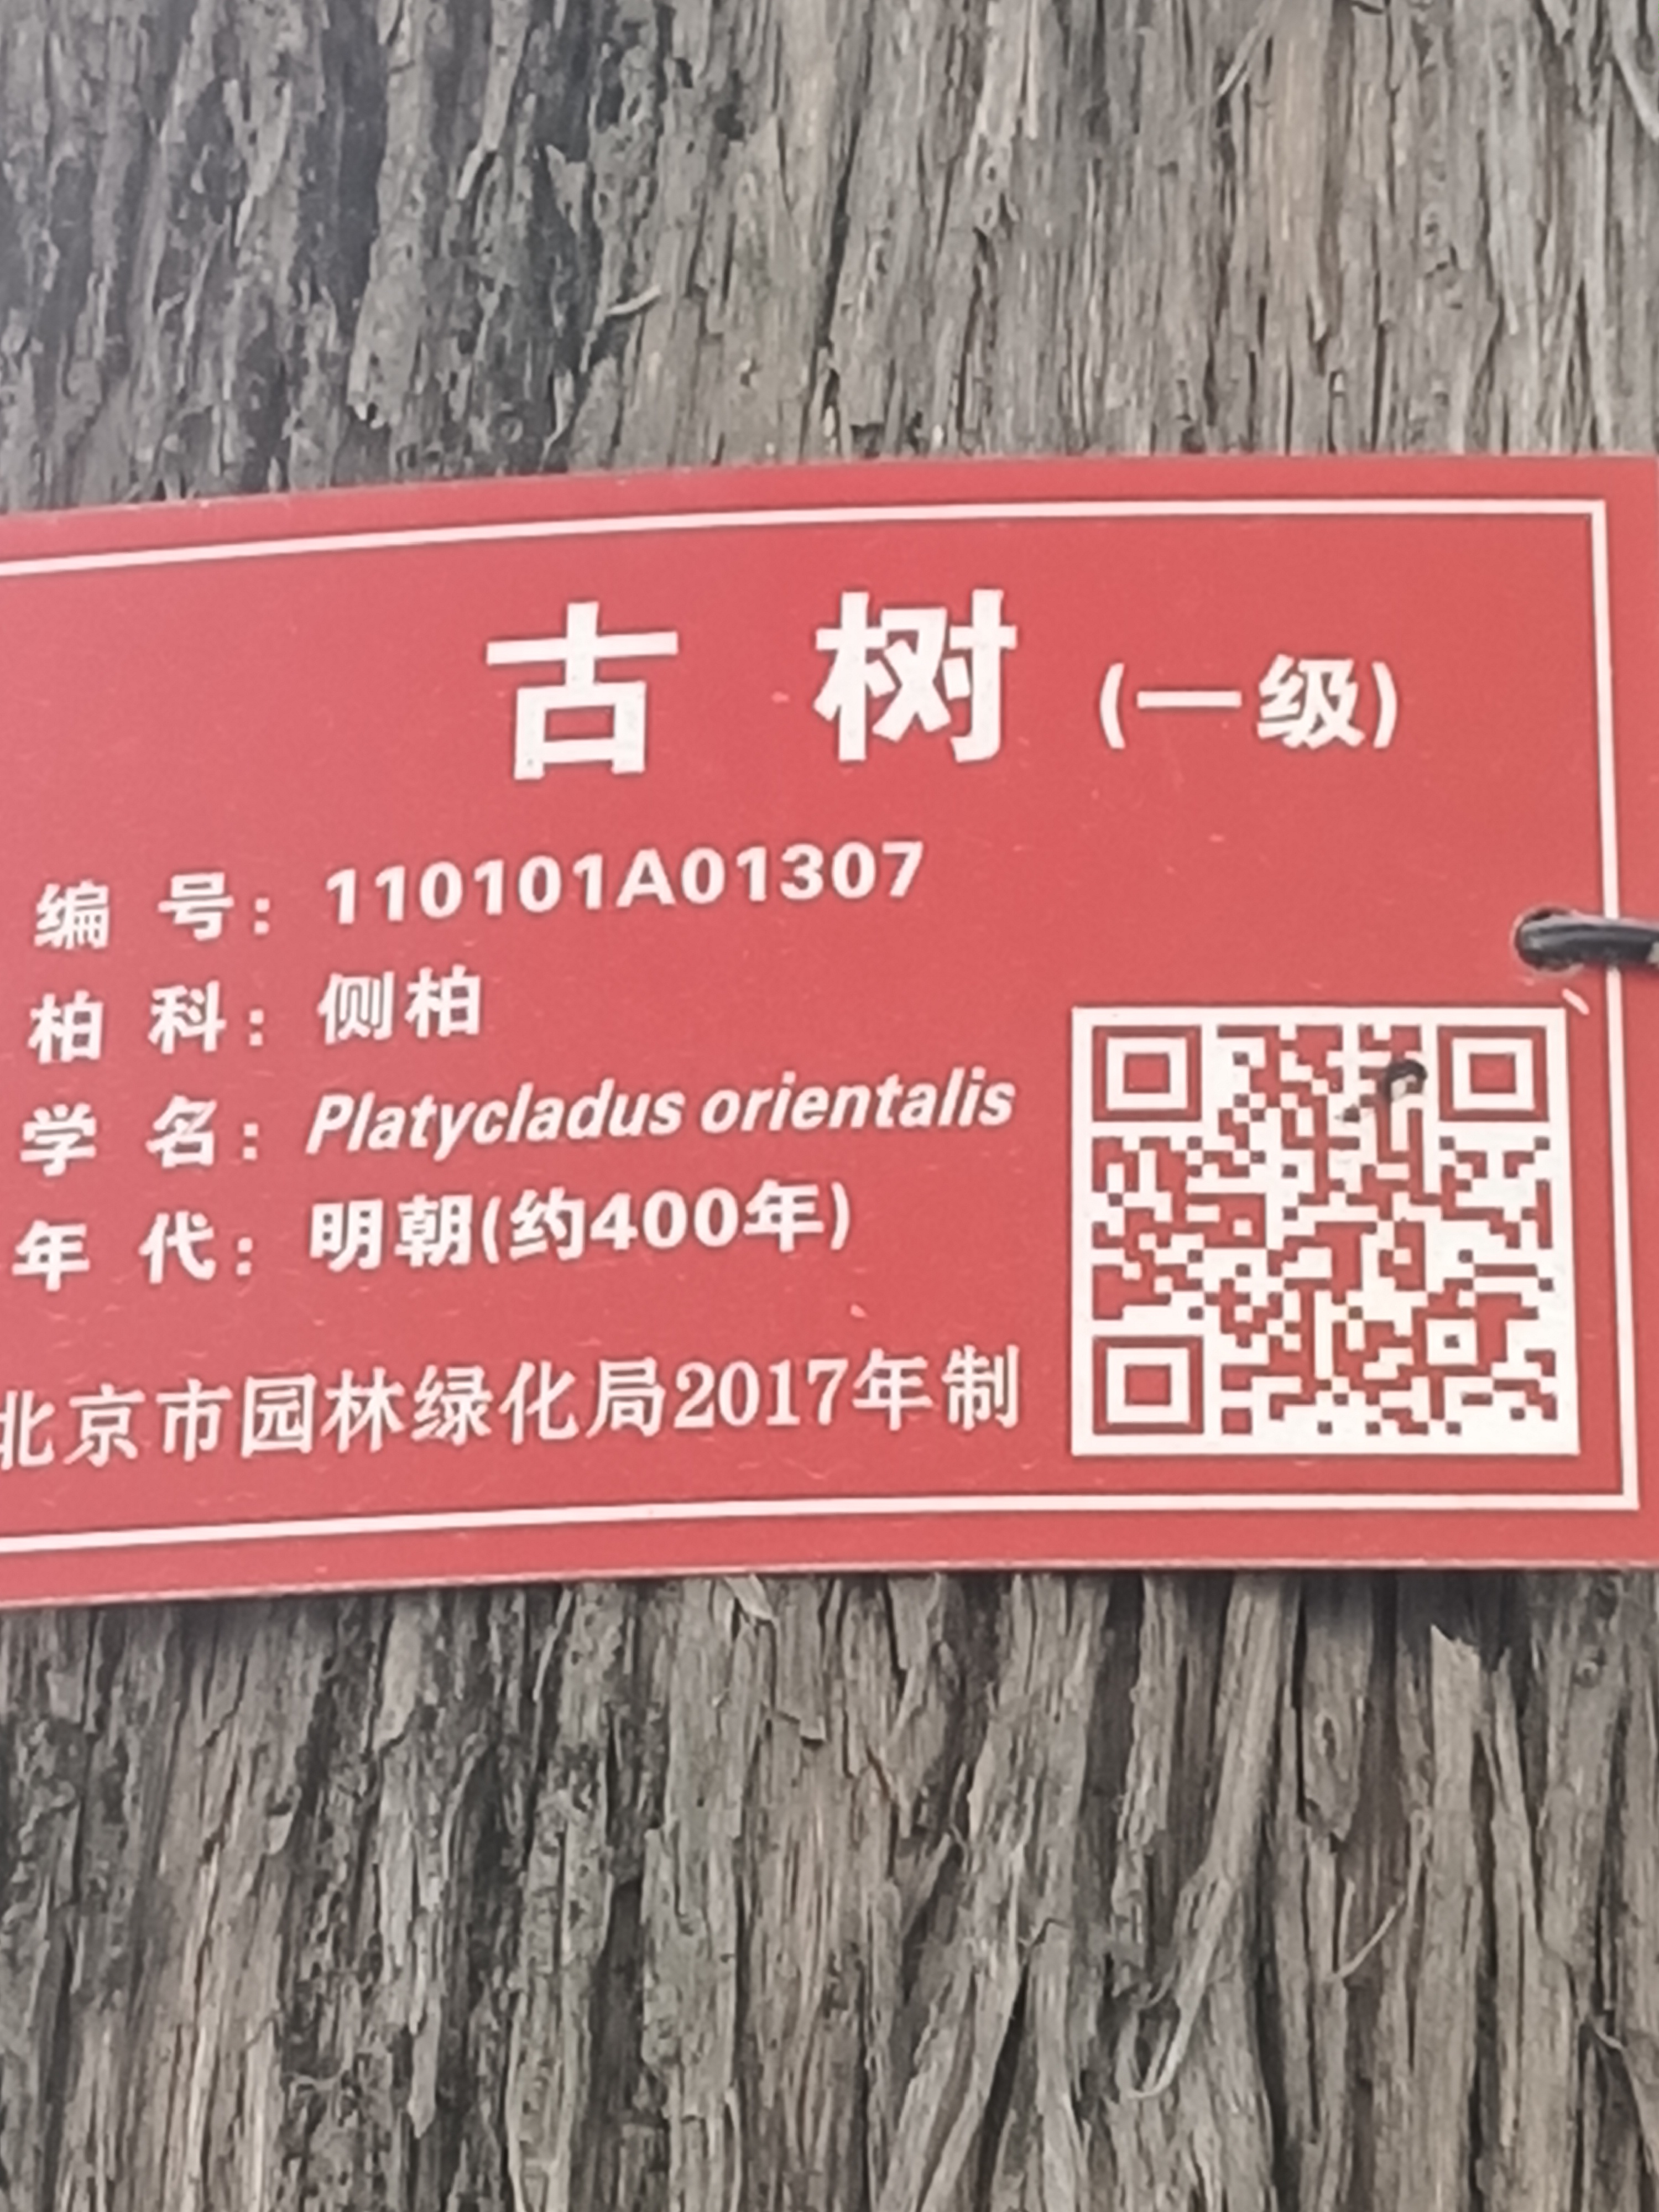 古树 (一级)
编号: 110101A01307
柏科: 侧柏
学名: Platycladus orientalis
年代: 明朝(约400年)
北京市园林绿化局2017年制